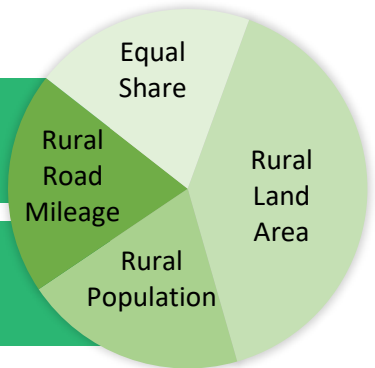 Equal
Share
Rural
Road
Mileage
Rural
Land
Area
Rural
Population